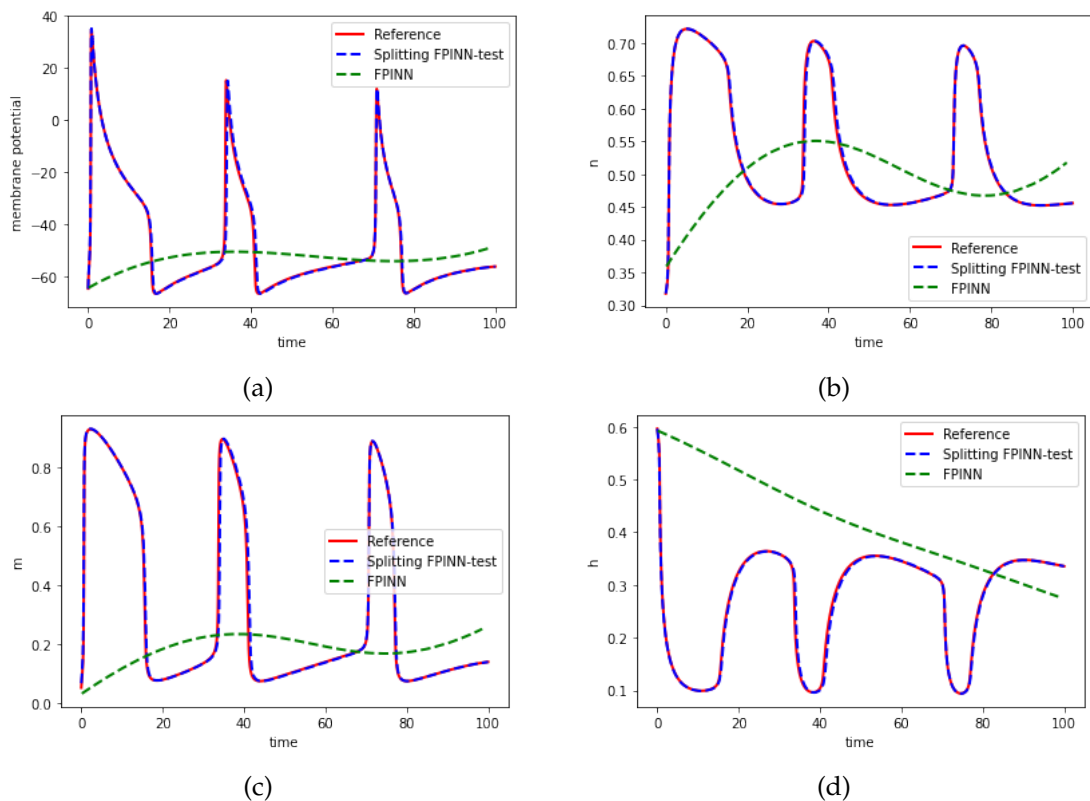 40
20
0
−20
−40
−60
membrane potential
Reference
Splitting FPINN-test
FPINN
0 20 40 60 80 100
time
(a)
0.70
0.65
0.60
0.55
0.50
0.45
0.40
0.35
0.30
n
Reference
Splitting FPINN-test
FPINN
0 20 40 60 80 100
time
(b)
0.8
0.6
0.4
0.2
0.0
m
Reference
Splitting FPINN-test
FPINN
0 20 40 60 80 100
time
(c)
0.6
0.5
0.4
0.3
0.2
0.1
h
Reference
Splitting FPINN-test
FPINN
0 20 40 60 80 100
time
(d)